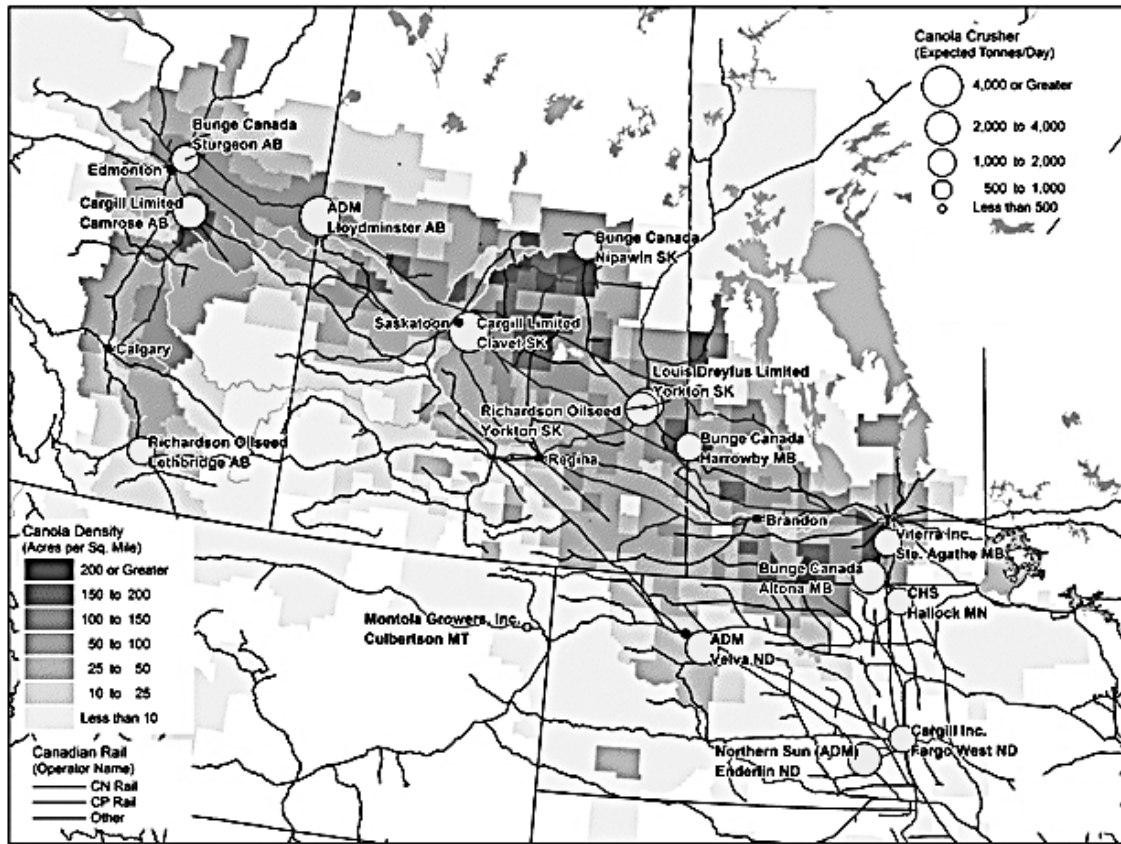 Canola Crusher
(Expected Tonnes/Day)
4,000 or Greater
2,000 to 4,000
1,000 to 2,000
500 to 1,000
Less than 500
Bunge Canada
Sturgeon AB
Edmonton
Cargill Limited
Camrose AB
ADM
Lloydminster AB
Bunge Canada
Nipawin SK
Saskatoon
Cargill Limited
Clavet SK
Calgary
Louis Dreyfus Limited
Yorkton SK
Richardson Oilseed
Yorkton SK
Richardson Oilseed
Lethbridge AB
Regina
Bunge Canada
Harrowby MB
Brandon
Viterra Inc.
Ste. Agathe MB
Bunge Canada
Altona MB
CHS
Hallock MN
Montola Growers, Inc.
Culbertson MT
ADM
Velva ND
Cargill Inc.
Fargo West ND
Northern Sun (ADM)
Enderlin ND
Canola Density
(Acres per Sq. Mile)
200 or Greater
150 to 200
100 to 150
50 to 100
25 to 50
10 to 25
Less than 10
Canadian Rail
(Operator Name)
CN Rail
CP Rail
Other